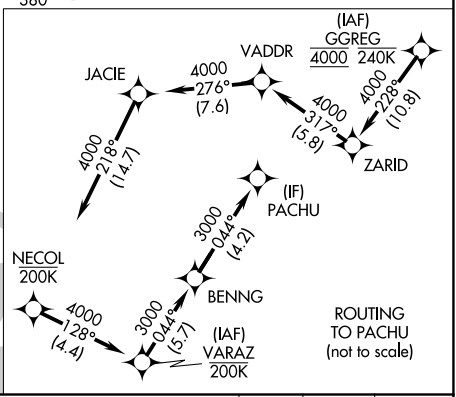 380
(IAF)
GGREG
4000 240K
VADDR
JACIE
4000
276°
(7.6)
4000
228°
(10.8)
4000
317°
(5.8)
ZARID
4000
218°
(14.7)
(IF)
PACHU
3000
044°
(4.2)
NECOL
200K
BENNG
4000
128°
(4.4)
3000
044°
(5.7)
(IAF)
VARAZ
200K
ROUTING
TO PACHU
(not to scale)